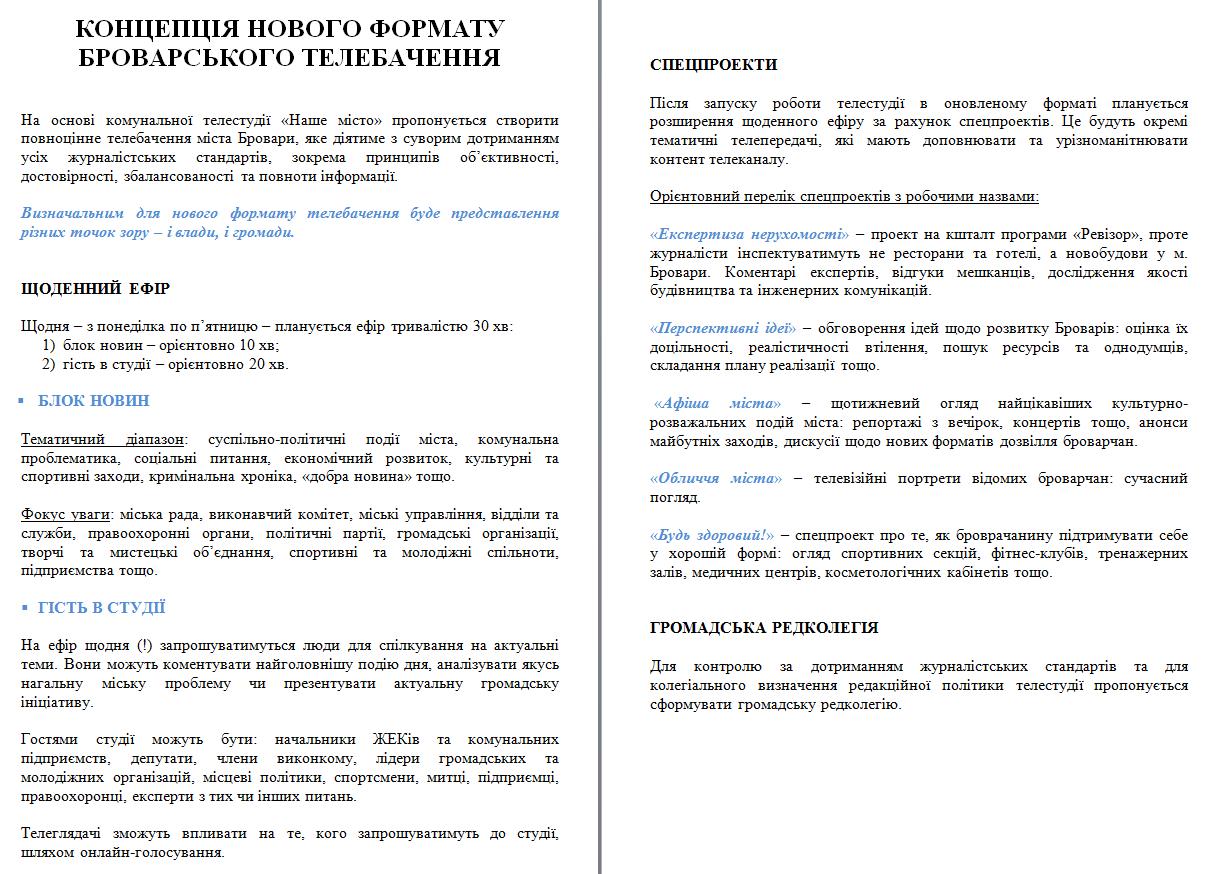 КОНЦЕПЦІЯ НОВОГО ФОРМАТУ
БРОВАРСЬКОГО ТЕЛЕБАЧЕННЯ
На основі комунальної телестудії «Наше місто» пропонується створити
повноцінне телебачення міста Бровари, яке діятиме з суворим дотриманням
усіх журналістських стандартів, зокрема принципів об’єктивності,
достовірності, збалансованості та повноти інформації.
Визначальним для нового формату телебачення буде представлення
різних точок зору – і влади, і громади.
ЩОДЕННИЙ ЕФІР
Щодня – з понеділка по п’ятницю – планується ефір тривалістю 30 хв:
1) блок новин – орієнтовно 10 хв;
2) гість в студії – орієнтовно 20 хв.
▪ БЛОК НОВИН
Тематичний діапазон: суспільно-політичні події міста, комунальна
проблематика, соціальні питання, економічний розвиток, культурні та
спортивні заходи, кримінальна хроніка, «добра новина» тощо.
Фокус уваги: міська рада, виконавчий комітет, міські управління, відділи та
служби, правоохоронні органи, політичні партії, громадські організації,
творчі та мистецькі об’єднання, спортивні та молодіжні спільноти,
підприємства тощо.
▪ ГІСТЬ В СТУДІЇ
На ефір щодня (!) запрошуватимуться люди для спілкування на актуальні
теми. Вони можуть коментувати найголовнішу подію дня, аналізувати якусь
нагальну міську проблему чи презентувати актуальну громадську
ініціативу.
Гостями студії можуть бути: начальники ЖЕКів та комунальних
підприємств, депутати, члени виконкому, лідери громадських та
молодіжних організацій, місцеві політики, спортсмени, митці, підприємці,
правоохоронці, експерти з тих чи інших питань.
Телеглядачі зможуть впливати на те, кого запрошуватимуть до студії,
шляхом онлайн-голосування.
СПЕЦПРОЕКТИ
Після запуску роботи телестудії в оновленому форматі планується
розширення щоденного ефіру за рахунок спецпроектів. Це будуть окремі
тематичні телепередачі, які мають доповнювати та урізноманітнювати
контент телеканалу.
Орієнтовний перелік спецпроектів з робочими назвами:
«Експертиза нерухомості» – проект на кшталт програми «Ревізор», проте
журналісти інспектуватимуть не ресторани та готелі, а новобудови у м.
Бровари. Коментарі експертів, відгуки мешканців, дослідження якості
будівництва та інженерних комунікацій.
«Перспективні ідеї» – обговорення ідей щодо розвитку Броварів: оцінка їх
доцільності, реалістичності втілення, пошук ресурсів та однодумців,
складання плану реалізації тощо.
«Афіша міста» – щотижневий огляд найцікавіших культурно-
розважальних подій міста: репортажі з вечірок, концертів тощо, анонси
майбутніх заходів, дискусії щодо нових форматів дозвілля броварчан.
«Обличчя міста» – телевізійні портрети відомих броварчан: сучасний
погляд.
«Будь здоровий!» – спецпроект про те, як броврачанину підтримувати себе
у хорошій формі: огляд спортивних секцій, фітнес-клубів, тренажерних
залів, медичних центрів, косметологічних кабінетів тощо.
ГРОМАДСЬКА РЕДКОЛЕГІЯ
Для контролю за дотриманням журналістських стандартів та для
колегіального визначення редакційної політики телестудії пропонується
сформувати громадську редколегію.